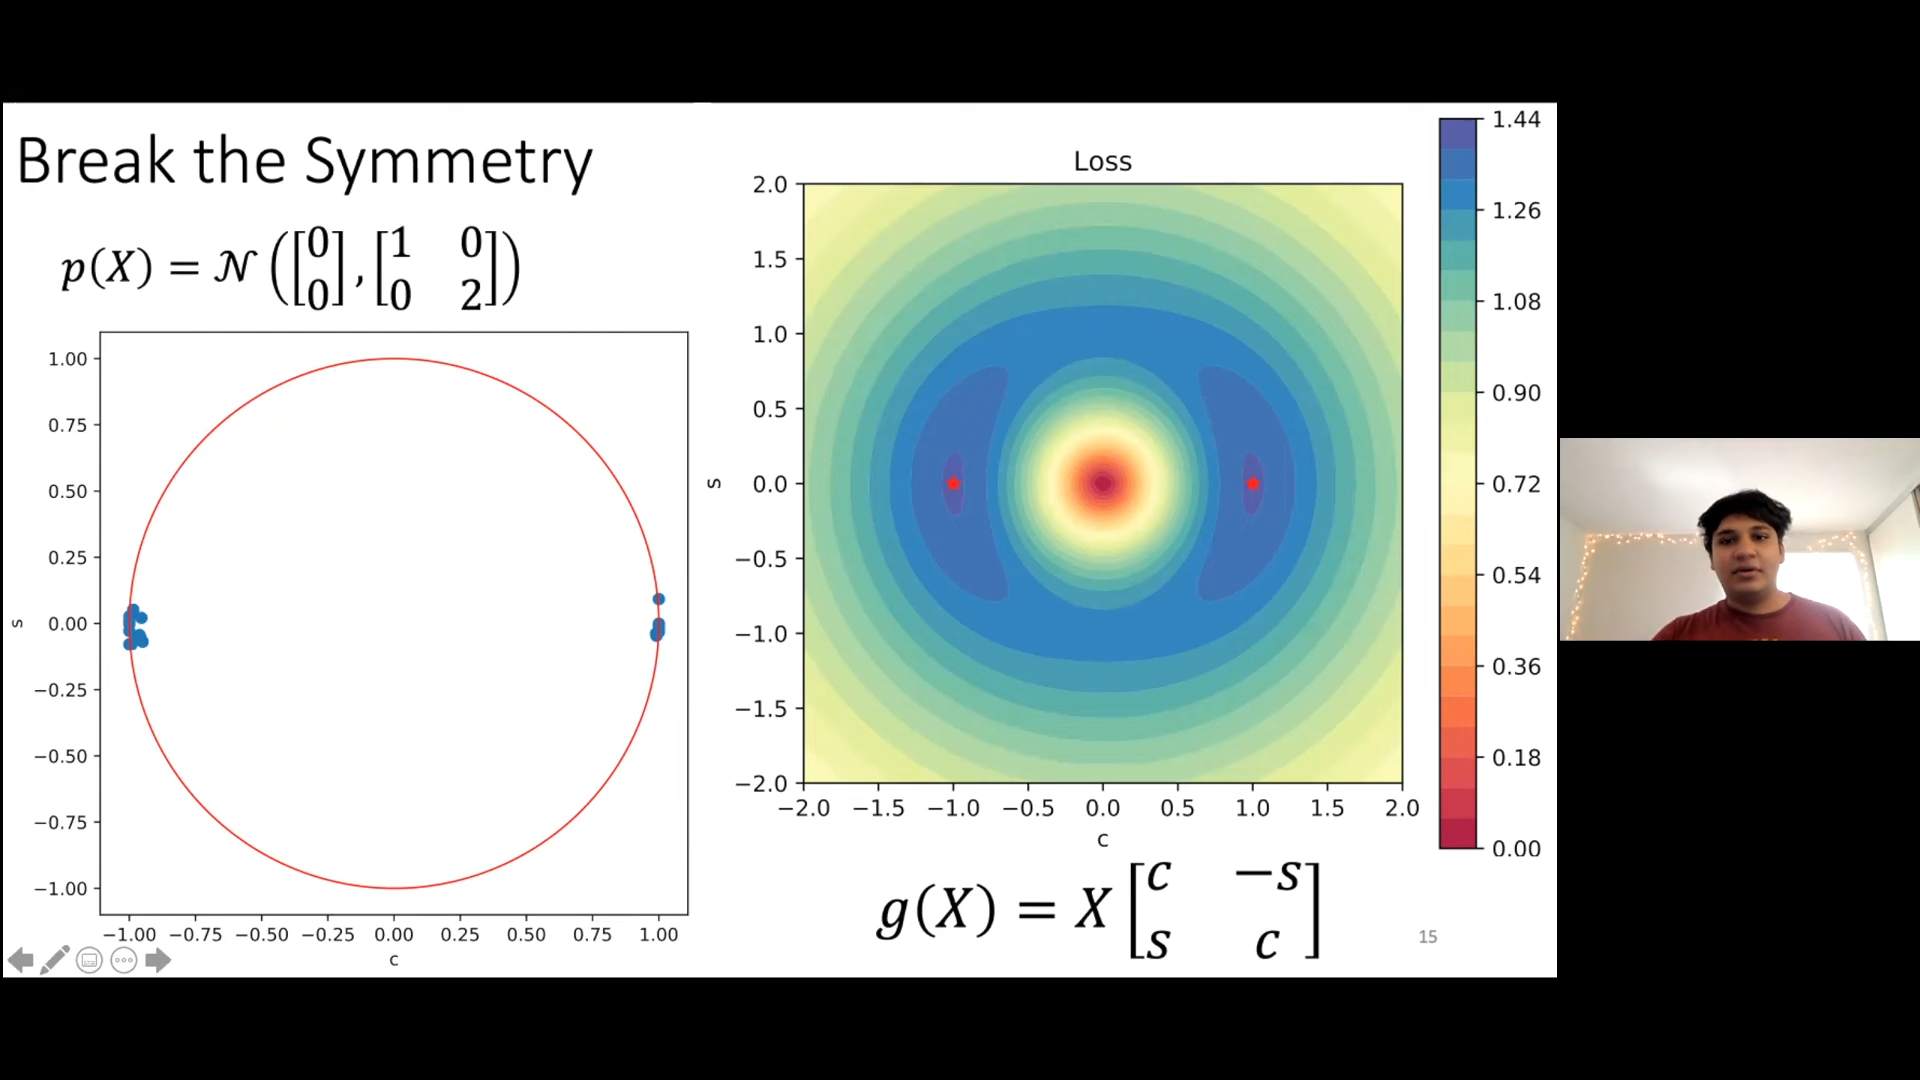 Break the Symmetry
p(X) = 𝒩([0 0], [1 0 0 2])
1.00
0.75
0.50
0.25
0.00
−0.25
−0.50
−0.75
−1.00
s
−1.00 −0.75 −0.50 −0.25 0.00 0.25 0.50 0.75 1.00
c
Loss
2.0
1.5
1.0
0.5
0.0
−0.5
−1.0
−1.5
−2.0
s
−2.0 −1.5 −1.0 −0.5 0.0 0.5 1.0 1.5 2.0
c
1.44
1.26
1.08
0.90
0.72
0.54
0.36
0.18
0.00
g(X) = X [c −s s c]
15